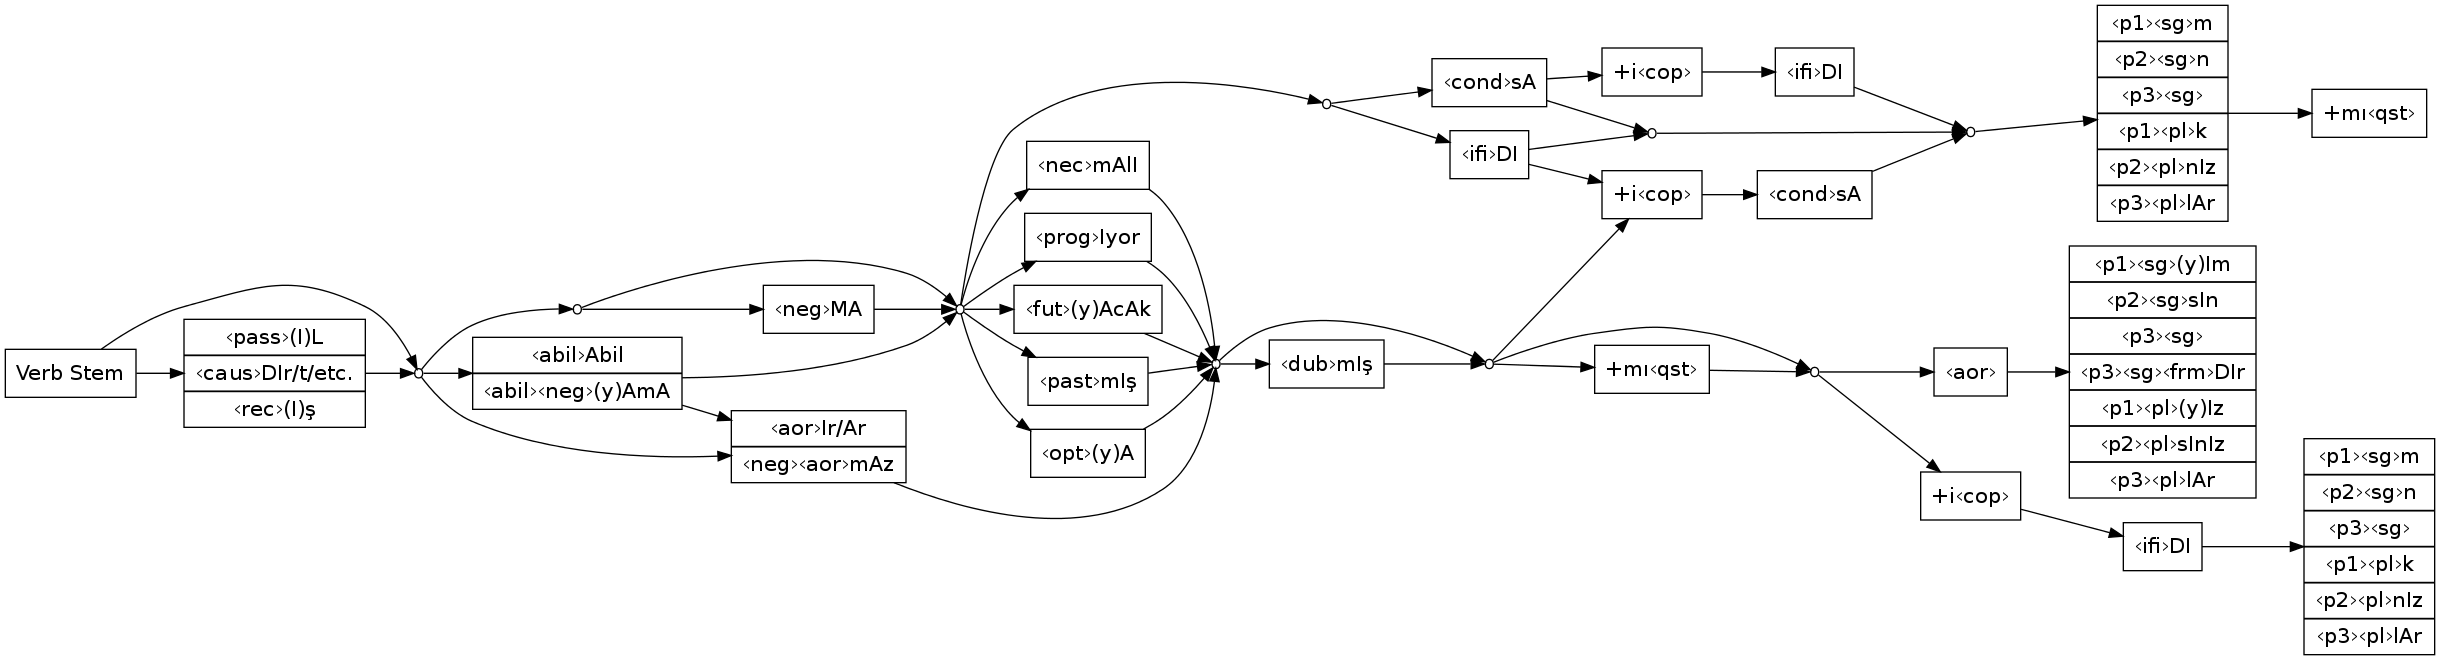 Verb Stem
‹pass›(I)L
‹caus›DIr/t/etc.
‹rec›(I)ş
‹abil›Abil
‹abil›‹neg›(y)AmA
‹neg›MA
‹aor›Ir/Ar
‹neg›‹aor›mAz
‹nec›mAlI
‹prog›Iyor
‹fut›(y)AcAk
‹past›mIş
‹opt›(y)A
‹dub›mIş
‹cond›sA
‹ifi›DI
+i‹cop›
‹ifi›DI
+i‹cop›
‹cond›sA
+mı‹qst›
‹aor›
+i‹cop›
‹ifi›DI
‹p1›‹sg›m
‹p2›‹sg›n
‹p3›‹sg›
‹p1›‹pl›k
‹p2›‹pl›nIz
‹p3›‹pl›lAr
+mı‹qst›
‹p1›‹sg›(y)Im
‹p2›‹sg›sIn
‹p3›‹sg›
‹p3›‹sg›‹frm›DIr
‹p1›‹pl›(y)Iz
‹p2›‹pl›sInIz
‹p3›‹pl›lAr
‹p1›‹sg›m
‹p2›‹sg›n
‹p3›‹sg›
‹p1›‹pl›k
‹p2›‹pl›nIz
‹p3›‹pl›lAr